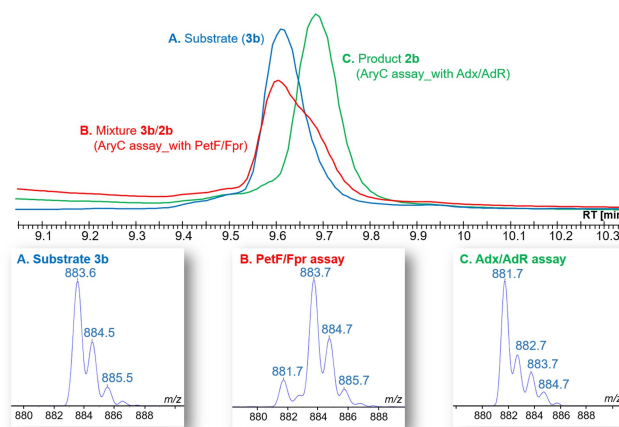 A. Substrate (3b)
C. Product 2b
(AryC assay_with Adx/AdR)
B. Mixture 3b/2b
(AryC assay_with PetF/Fpr)
RT [min
9.1 9.2 9.3 9.4 9.5 9.6 9.7 9.8 9.9 10 10.1 10.2 10.3
A. Substrate 3b
883.6
884.5
885.5
m/z
880 882 884 886 888
B. PetF/Fpr assay
883.7
884.7
881.7
885.7
m/z
880 882 884 886 888
C. Adx/AdR assay
881.7
882.7
883.7
884.7
m/z
880 882 884 886 888